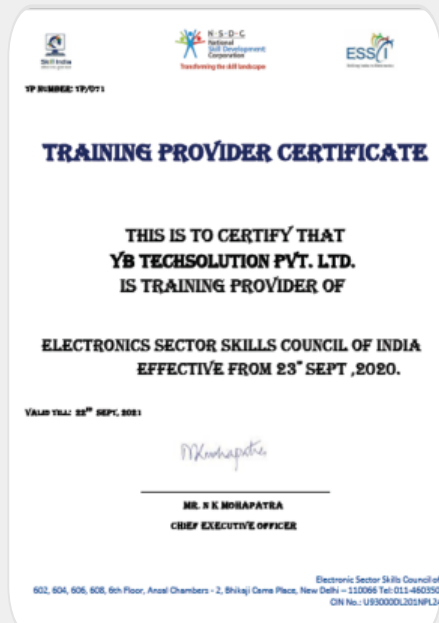 Skill India
N·S·D·C
National
Skill Development
Corporation
Transforming the skill landscape
ESSCI
TP NUMBER: TP/071
TRAINING PROVIDER CERTIFICATE
THIS IS TO CERTIFY THAT
YB TECHSOLUTION PVT. LTD.
IS TRAINING PROVIDER OF
ELECTRONICS SECTOR SKILLS COUNCIL OF INDIA
EFFECTIVE FROM 23" SEPT ,2020.
VALID TILL: 22ND SEPT, 2021
MR. N K MOHAPATRA
CHIEF EXECUTIVE OFFICER
Electronic Sector Skills Council of
602, 604, 606, 608, 6th Floor, Ansal Chambers - 2, Bhikaji Cama Place, New Delhi – 110066 Tel: 011-460350
CIN No.: U93000DL201NPL24